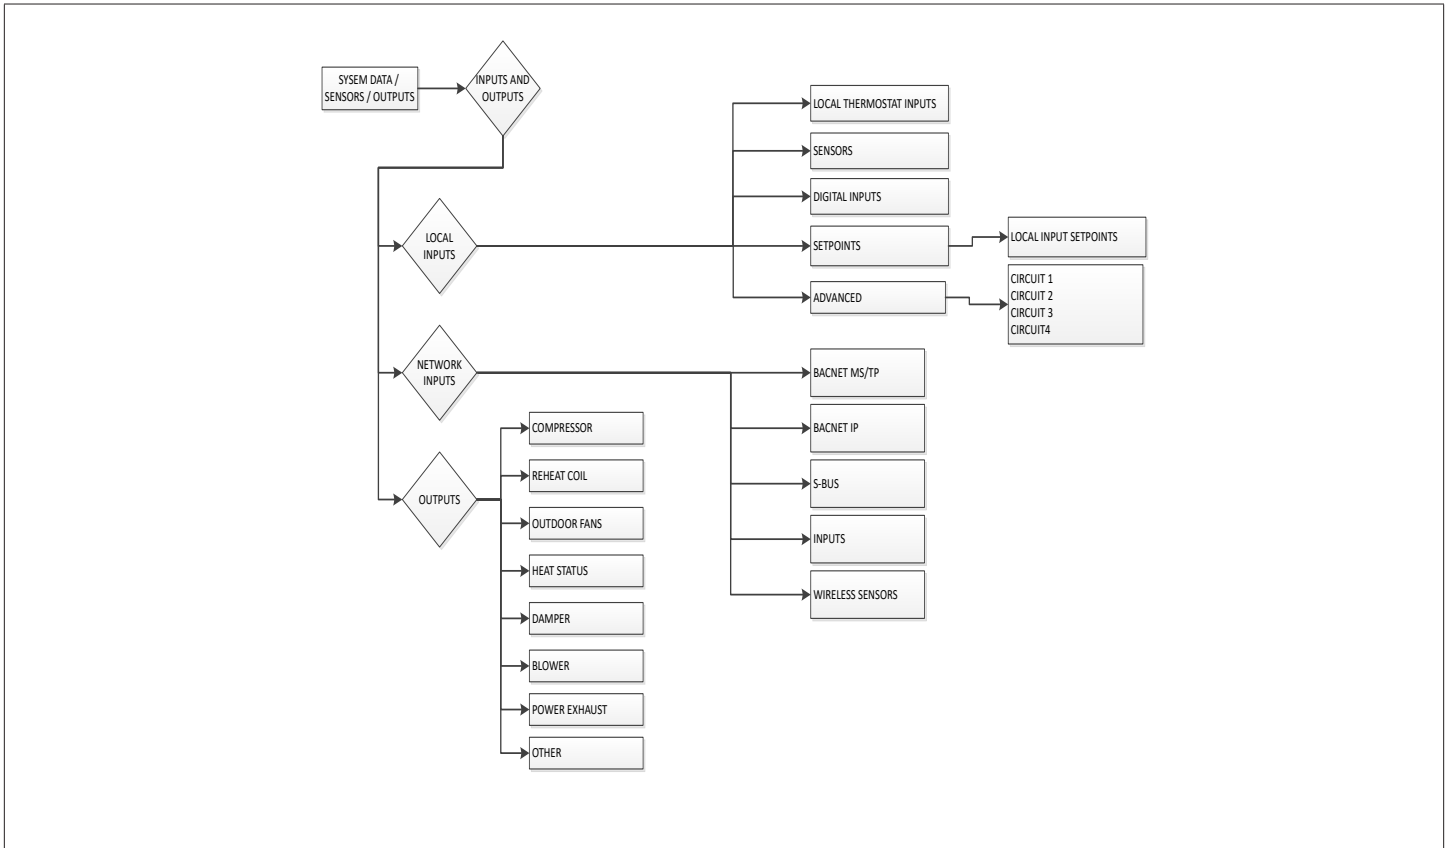 SYSEM DATA /
SENSORS / OUTPUTS
INPUTS AND
OUTPUTS
LOCAL
INPUTS
LOCAL THERMOSTAT INPUTS
SENSORS
DIGITAL INPUTS
SETPOINTS
LOCAL INPUT SETPOINTS
ADVANCED
CIRCUIT 1
CIRCUIT 2
CIRCUIT 3
CIRCUIT4
NETWORK
INPUTS
BACNET MS/TP
BACNET IP
S-BUS
INPUTS
WIRELESS SENSORS
OUTPUTS
COMPRESSOR
REHEAT COIL
OUTDOOR FANS
HEAT STATUS
DAMPER
BLOWER
POWER EXHAUST
OTHER